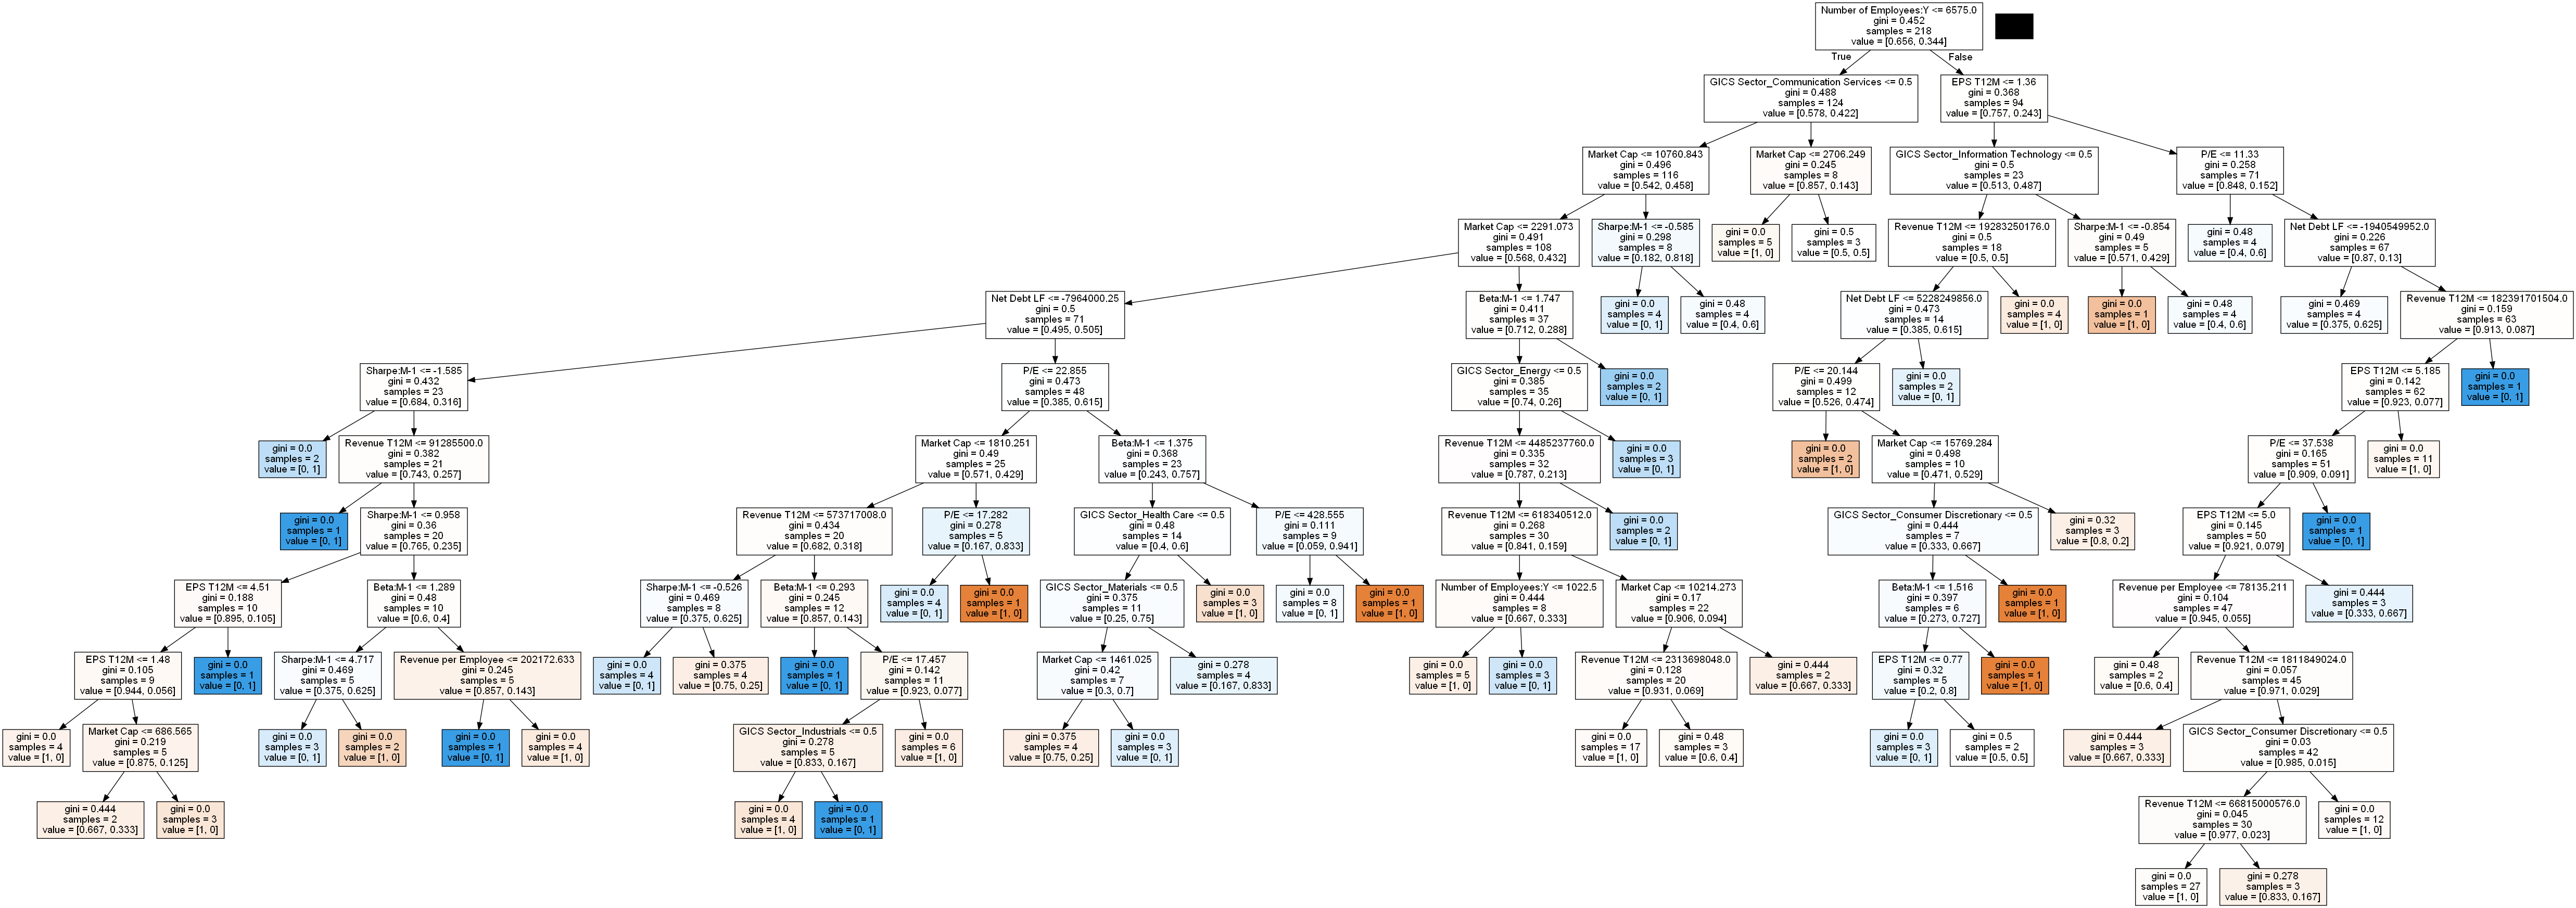 Number of Employees:Y <= 6575.0
gini = 0.452
samples = 218
value = [0.656, 0.344]
True
False
GICS Sector_Communication Services <= 0.5
gini = 0.488
samples = 124
value = [0.578, 0.422]
EPS T12M <= 1.36
gini = 0.368
samples = 94
value = [0.757, 0.243]
Market Cap <= 10760.843
gini = 0.496
samples = 116
value = [0.542, 0.458]
Market Cap <= 2706.249
gini = 0.245
samples = 8
value = [0.857, 0.143]
GICS Sector_Information Technology <= 0.5
gini = 0.5
samples = 23
value = [0.513, 0.487]
P/E <= 11.33
gini = 0.258
samples = 71
value = [0.848, 0.152]
Market Cap <= 2291.073
gini = 0.491
samples = 108
value = [0.568, 0.432]
Sharpe:M-1 <= -0.585
gini = 0.298
samples = 8
value = [0.182, 0.818]
gini = 0.0
samples = 5
value = [1, 0]
gini = 0.5
samples = 3
value = [0.5, 0.5]
Revenue T12M <= 19283250176.0
gini = 0.5
samples = 18
value = [0.5, 0.5]
Sharpe:M-1 <= -0.854
gini = 0.49
samples = 5
value = [0.571, 0.429]
gini = 0.48
samples = 4
value = [0.4, 0.6]
Net Debt LF <= -1940549952.0
gini = 0.226
samples = 67
value = [0.87, 0.13]
Net Debt LF <= -7964000.25
gini = 0.5
samples = 71
value = [0.495, 0.505]
Beta:M-1 <= 1.747
gini = 0.411
samples = 37
value = [0.712, 0.288]
gini = 0.0
samples = 4
value = [0, 1]
gini = 0.48
samples = 4
value = [0.4, 0.6]
Net Debt LF <= 5228249856.0
gini = 0.473
samples = 14
value = [0.385, 0.615]
gini = 0.0
samples = 4
value = [1, 0]
gini = 0.0
samples = 1
value = [1, 0]
gini = 0.48
samples = 4
value = [0.4, 0.6]
gini = 0.469
samples = 4
value = [0.375, 0.625]
Revenue T12M <= 182391701504.0
gini = 0.159
samples = 63
value = [0.913, 0.087]
Sharpe:M-1 <= -1.585
gini = 0.432
samples = 23
value = [0.684, 0.316]
P/E <= 22.855
gini = 0.473
samples = 48
value = [0.385, 0.615]
GICS Sector_Energy <= 0.5
gini = 0.385
samples = 35
value = [0.74, 0.26]
gini = 0.0
samples = 2
value = [0, 1]
P/E <= 20.144
gini = 0.499
samples = 12
value = [0.526, 0.474]
gini = 0.0
samples = 2
value = [0, 1]
EPS T12M <= 5.185
gini = 0.142
samples = 62
value = [0.923, 0.077]
gini = 0.0
samples = 1
value = [0, 1]
gini = 0.0
samples = 2
value = [0, 1]
Revenue T12M <= 91285500.0
gini = 0.382
samples = 21
value = [0.743, 0.257]
Market Cap <= 1810.251
gini = 0.49
samples = 25
value = [0.571, 0.429]
Beta:M-1 <= 1.375
gini = 0.368
samples = 23
value = [0.243, 0.757]
Revenue T12M <= 4485237760.0
gini = 0.335
samples = 32
value = [0.787, 0.213]
gini = 0.0
samples = 3
value = [0, 1]
gini = 0.0
samples = 2
value = [1, 0]
Market Cap <= 15769.284
gini = 0.498
samples = 10
value = [0.471, 0.529]
P/E <= 37.538
gini = 0.165
samples = 51
value = [0.909, 0.091]
gini = 0.0
samples = 11
value = [1, 0]
gini = 0.0
samples = 1
value = [0, 1]
Sharpe:M-1 <= 0.958
gini = 0.36
samples = 20
value = [0.765, 0.235]
Revenue T12M <= 573717008.0
gini = 0.434
samples = 20
value = [0.682, 0.318]
P/E <= 17.282
gini = 0.278
samples = 5
value = [0.167, 0.833]
GICS Sector_Health Care <= 0.5
gini = 0.48
samples = 14
value = [0.4, 0.6]
P/E <= 428.555
gini = 0.111
samples = 9
value = [0.059, 0.941]
Revenue T12M <= 618340512.0
gini = 0.268
samples = 30
value = [0.841, 0.159]
gini = 0.0
samples = 2
value = [0, 1]
GICS Sector_Consumer Discretionary <= 0.5
gini = 0.444
samples = 7
value = [0.333, 0.667]
gini = 0.32
samples = 3
value = [0.8, 0.2]
EPS T12M <= 5.0
gini = 0.145
samples = 50
value = [0.921, 0.079]
gini = 0.0
samples = 1
value = [0, 1]
EPS T12M <= 4.51
gini = 0.188
samples = 10
value = [0.895, 0.105]
Beta:M-1 <= 1.289
gini = 0.48
samples = 10
value = [0.6, 0.4]
Sharpe:M-1 <= -0.526
gini = 0.469
samples = 8
value = [0.375, 0.625]
Beta:M-1 <= 0.293
gini = 0.245
samples = 12
value = [0.857, 0.143]
gini = 0.0
samples = 4
value = [0, 1]
gini = 0.0
samples = 1
value = [1, 0]
GICS Sector_Materials <= 0.5
gini = 0.375
samples = 11
value = [0.25, 0.75]
gini = 0.0
samples = 3
value = [1, 0]
gini = 0.0
samples = 8
value = [0, 1]
gini = 0.0
samples = 1
value = [1, 0]
Number of Employees:Y <= 1022.5
gini = 0.444
samples = 8
value = [0.667, 0.333]
Market Cap <= 10214.273
gini = 0.17
samples = 22
value = [0.906, 0.094]
Beta:M-1 <= 1.516
gini = 0.397
samples = 6
value = [0.273, 0.727]
gini = 0.0
samples = 1
value = [1, 0]
Revenue per Employee <= 78135.211
gini = 0.104
samples = 47
value = [0.945, 0.055]
gini = 0.444
samples = 3
value = [0.333, 0.667]
EPS T12M <= 1.48
gini = 0.105
samples = 9
value = [0.944, 0.056]
gini = 0.0
samples = 1
value = [0, 1]
Sharpe:M-1 <= 4.717
gini = 0.469
samples = 5
value = [0.375, 0.625]
Revenue per Employee <= 202172.633
gini = 0.245
samples = 5
value = [0.857, 0.143]
gini = 0.0
samples = 4
value = [0, 1]
gini = 0.375
samples = 4
value = [0.75, 0.25]
gini = 0.0
samples = 1
value = [0, 1]
P/E <= 17.457
gini = 0.142
samples = 11
value = [0.923, 0.077]
Market Cap <= 1461.025
gini = 0.42
samples = 7
value = [0.3, 0.7]
gini = 0.278
samples = 4
value = [0.167, 0.833]
gini = 0.0
samples = 5
value = [1, 0]
gini = 0.0
samples = 3
value = [0, 1]
Revenue T12M <= 2313698048.0
gini = 0.128
samples = 20
value = [0.931, 0.069]
gini = 0.444
samples = 2
value = [0.667, 0.333]
EPS T12M <= 0.77
gini = 0.32
samples = 5
value = [0.2, 0.8]
gini = 0.0
samples = 1
value = [1, 0]
gini = 0.48
samples = 2
value = [0.6, 0.4]
Revenue T12M <= 1811849024.0
gini = 0.057
samples = 45
value = [0.971, 0.029]
gini = 0.0
samples = 4
value = [1, 0]
Market Cap <= 686.565
gini = 0.219
samples = 5
value = [0.875, 0.125]
gini = 0.0
samples = 3
value = [0, 1]
gini = 0.0
samples = 2
value = [1, 0]
gini = 0.0
samples = 1
value = [0, 1]
gini = 0.0
samples = 4
value = [1, 0]
GICS Sector_Industrials <= 0.5
gini = 0.278
samples = 5
value = [0.833, 0.167]
gini = 0.0
samples = 6
value = [1, 0]
gini = 0.375
samples = 4
value = [0.75, 0.25]
gini = 0.0
samples = 3
value = [0, 1]
gini = 0.0
samples = 17
value = [1, 0]
gini = 0.48
samples = 3
value = [0.6, 0.4]
gini = 0.0
samples = 3
value = [0, 1]
gini = 0.5
samples = 2
value = [0.5, 0.5]
gini = 0.444
samples = 3
value = [0.667, 0.333]
GICS Sector_Consumer Discretionary <= 0.5
gini = 0.03
samples = 42
value = [0.985, 0.015]
gini = 0.444
samples = 2
value = [0.667, 0.333]
gini = 0.0
samples = 3
value = [1, 0]
gini = 0.0
samples = 4
value = [1, 0]
gini = 0.0
samples = 1
value = [0, 1]
Revenue T12M <= 66815000576.0
gini = 0.045
samples = 30
value = [0.977, 0.023]
gini = 0.0
samples = 12
value = [1, 0]
gini = 0.0
samples = 27
value = [1, 0]
gini = 0.278
samples = 3
value = [0.833, 0.167]